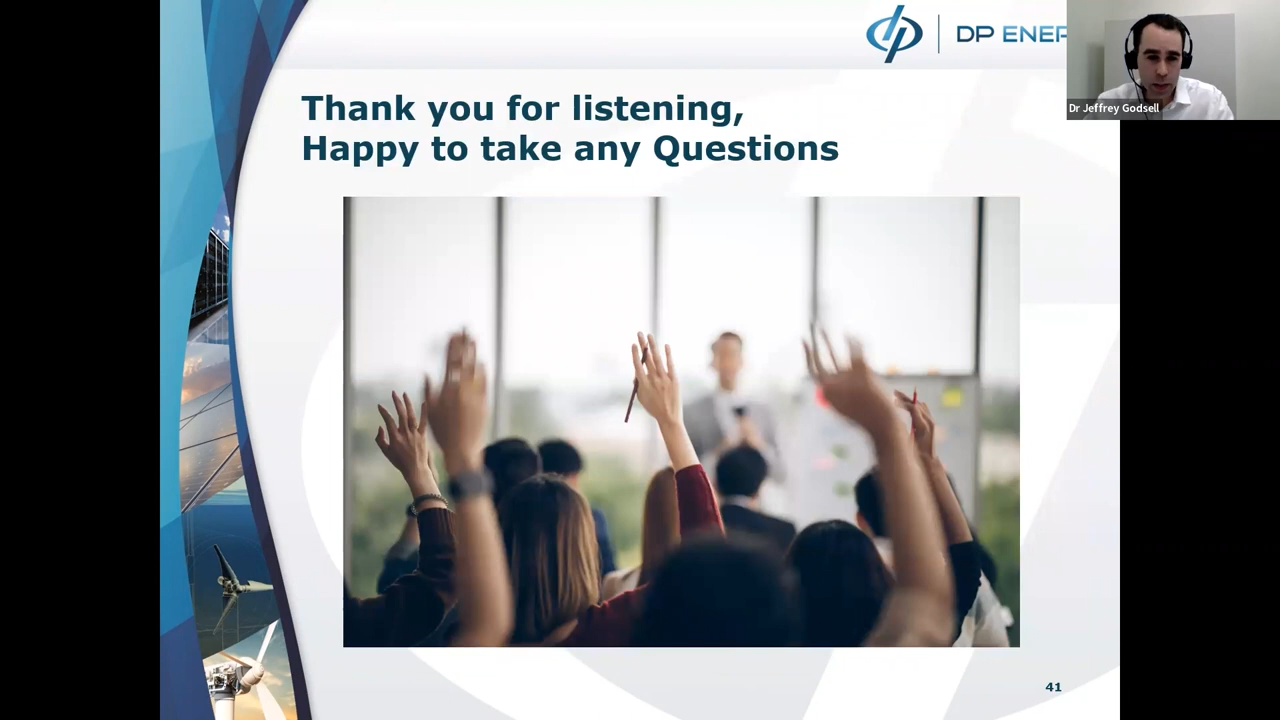 DP ENER
Dr Jeffrey Godsell
Thank you for listening,
Happy to take any Questions
41